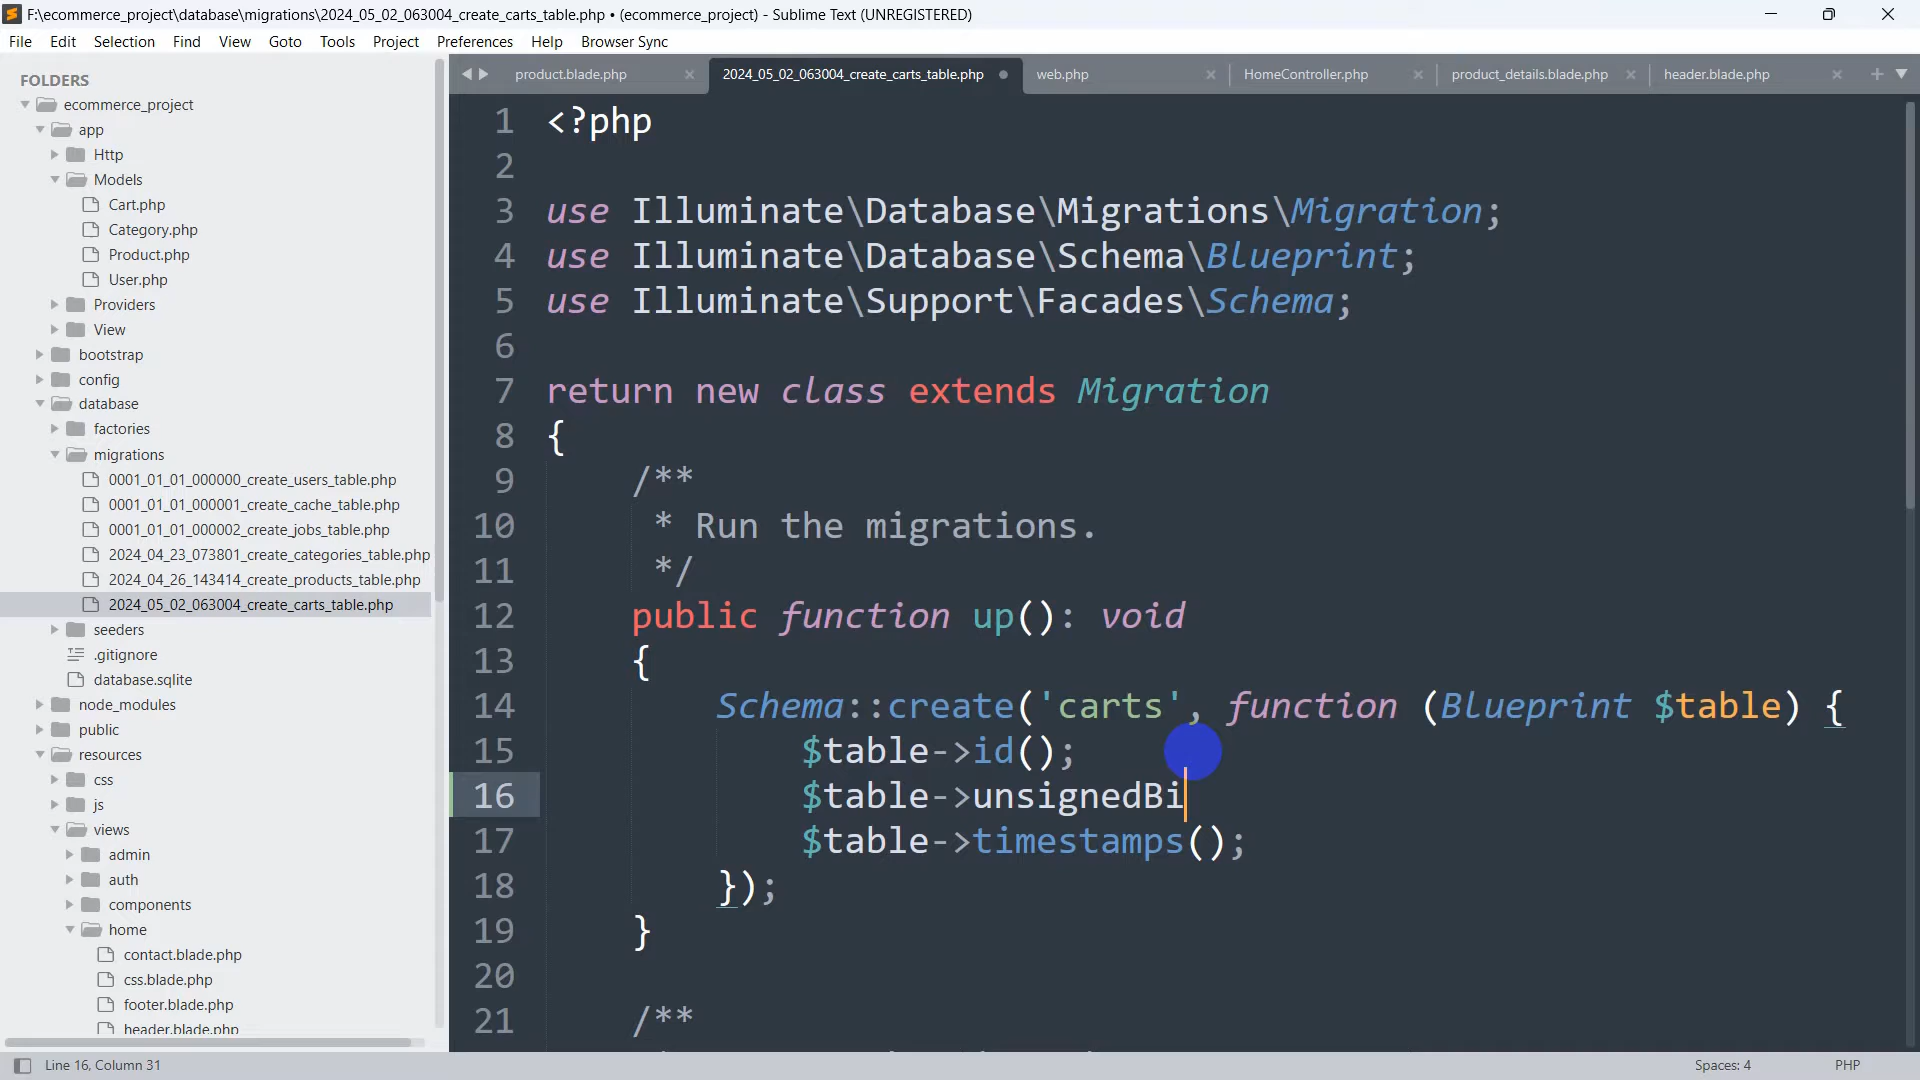 F:\ecommerce_project\database\migrations\2024_05_02_063004_create_carts_table.php • (ecommerce_project) - Sublime Text (UNREGISTERED)
File Edit Selection Find View Goto Tools Project Preferences Help Browser Sync
FOLDERS
ecommerce_project
app
Http
Models
Cart.php
Category.php
Product.php
User.php
Providers
View
bootstrap
config
database
factories
migrations
0001_01_01_000000_create_users_table.php
0001_01_01_000001_create_cache_table.php
0001_01_01_000002_create_jobs_table.php
2024_04_23_073801_create_categories_table.php
2024_04_26_143414_create_products_table.php
2024_05_02_063004_create_carts_table.php
seeders
.gitignore
database.sqlite
node_modules
public
resources
css
js
views
admin
auth
components
home
contact.blade.php
css.blade.php
footer.blade.php
header.blade.php
product.blade.php 2024_05_02_063004_create_carts_table.php web.php HomeController.php product_details.blade.php header.blade.php
1 <?php
2
3 use Illuminate\Database\Migrations\Migration;
4 use Illuminate\Database\Schema\Blueprint;
5 use Illuminate\Support\Facades\Schema;
6
7 return new class extends Migration
8 {
9 /**
10 * Run the migrations.
11 */
12 public function up(): void
13 {
14 Schema::create('carts', function (Blueprint $table) {
15 $table->id();
16 $table->unsignedBi
17 $table->timestamps();
18 });
19 }
20
21 /**
Line 16, Column 31 Spaces: 4 PHP